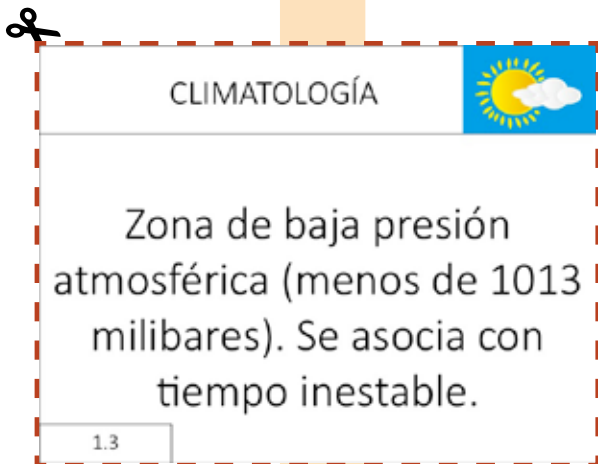 CLIMATOLOGÍA
Zona de baja presión
atmosférica (menos de 1013
milibares). Se asocia con
tiempo inestable.
1.3